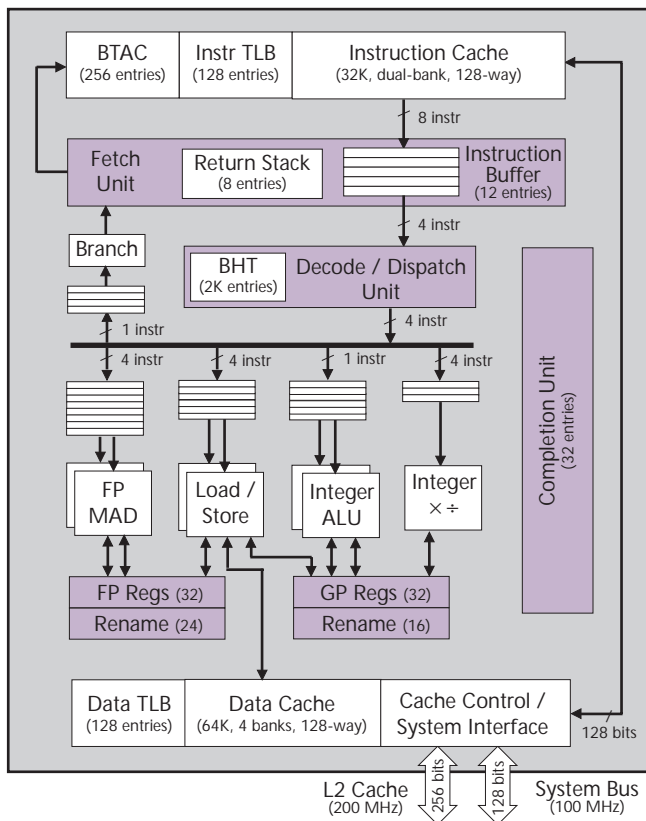 BTAC
(256 entries)
Instr TLB
(128 entries)
Instruction Cache
(32K, dual-bank, 128-way)
8 instr
Fetch
Unit
Return Stack
(8 entries)
Instruction
Buffer
(12 entries)
4 instr
Branch
BHT
(2K entries)
Decode / Dispatch
Unit
1 instr
4 instr
4 instr
4 instr
1 instr
4 instr
Completion Unit
(32 entries)
FP
MAD
Load /
Store
Integer
ALU
Integer
× ÷
FP Regs (32)
Rename (24)
GP Regs (32)
Rename (16)
Data TLB
(128 entries)
Data Cache
(64K, 4 banks, 128-way)
Cache Control /
System Interface
128 bits
L2 Cache
(200 MHz)
256 bits
128 bits
System Bus
(100 MHz)